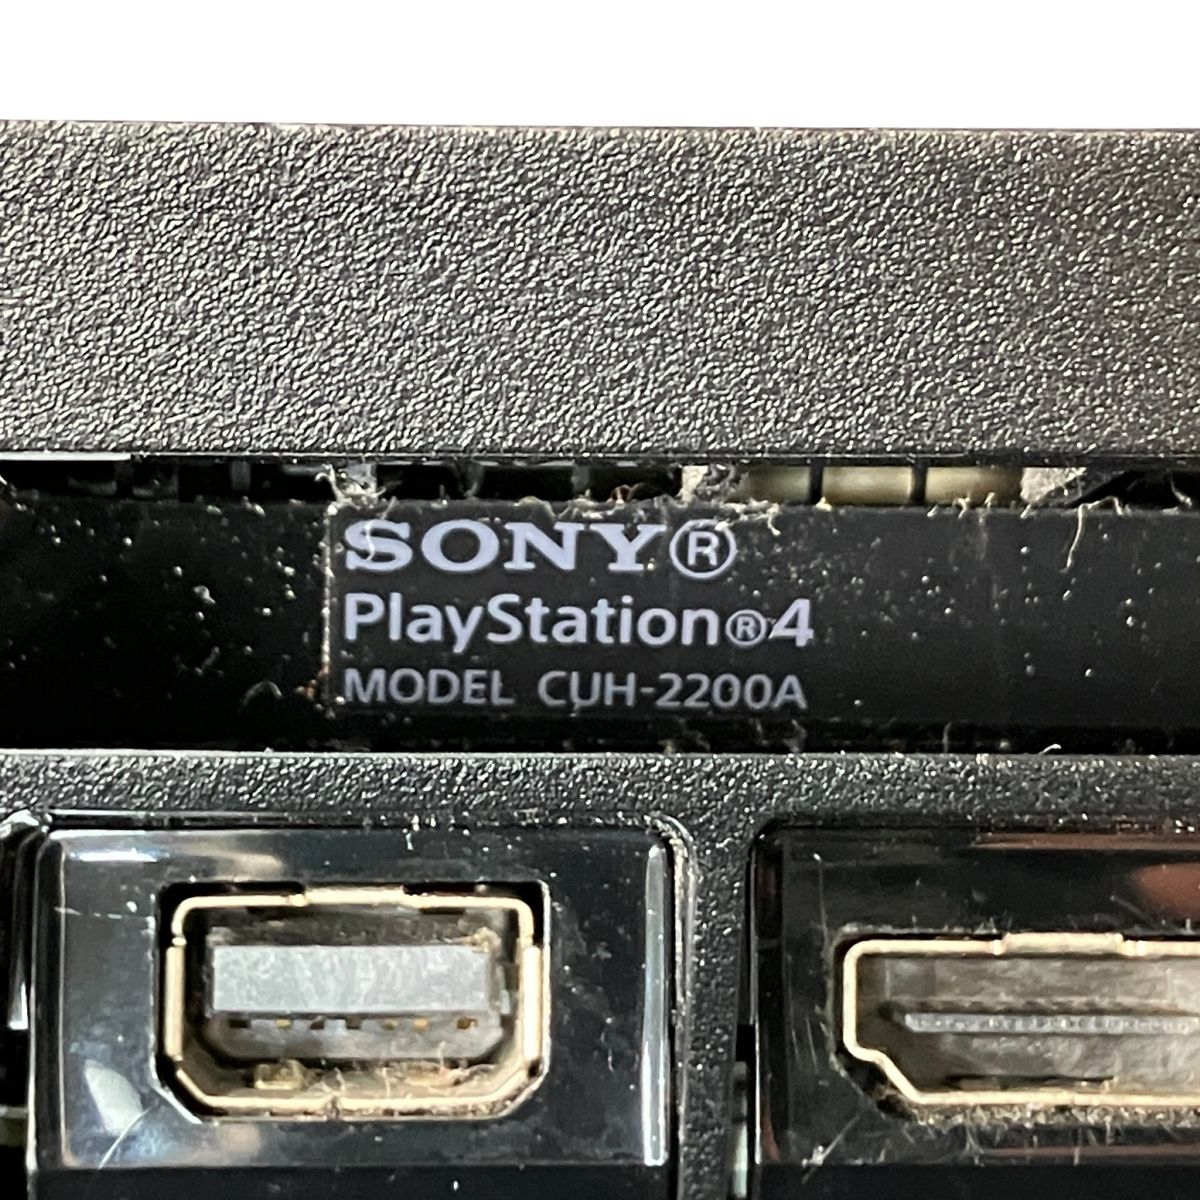 SONY®
PlayStation®4
MODEL CUH-2200A